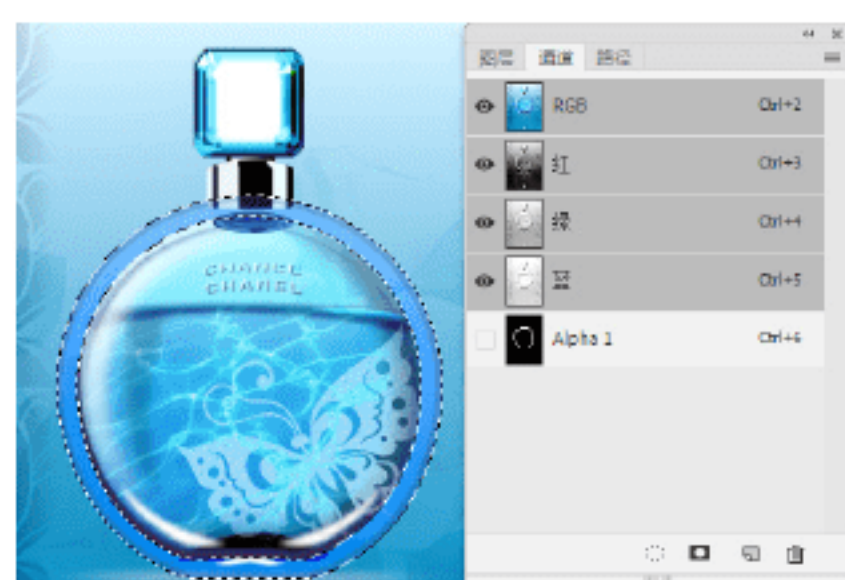 CHANEL
CHANEL
图层 通道 路径
RGB Ctrl+2
红 Ctrl+3
绿 Ctrl+4
蓝 Ctrl+5
Alpha 1 Ctrl+6